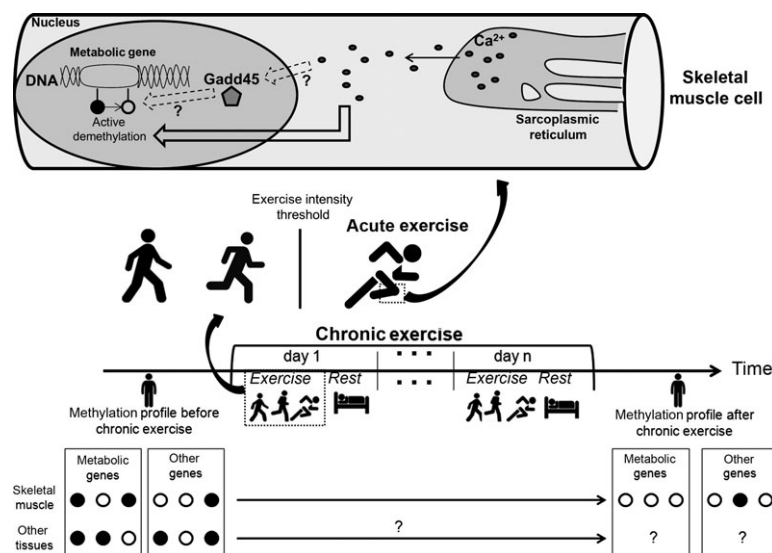 Nucleus
Metabolic gene
DNA
Gadd45
?
?
Active
demethylation
Ca²⁺
Sarcoplasmic
reticulum
Skeletal
muscle cell
Exercise intensity
threshold
Acute exercise
Chronic exercise
day 1
. . .
day n
Time
Exercise Rest
. . .
Exercise Rest
Methylation profile before
chronic exercise
Methylation profile after
chronic exercise
Metabolic
genes
Other
genes
Metabolic
genes
Other
genes
Skeletal
muscle
Other
tissues
?
?
?